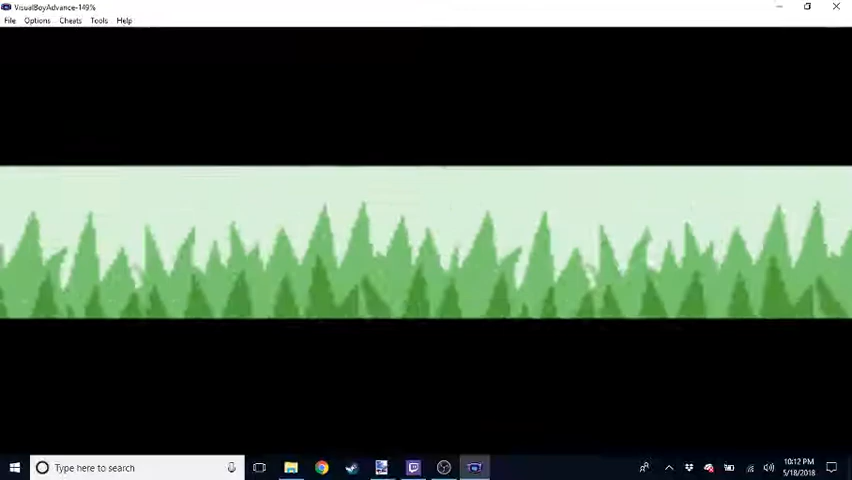 VisualBoyAdvance-149%
File Options Cheats Tools Help
Type here to search
10:12 PM
5/18/2018